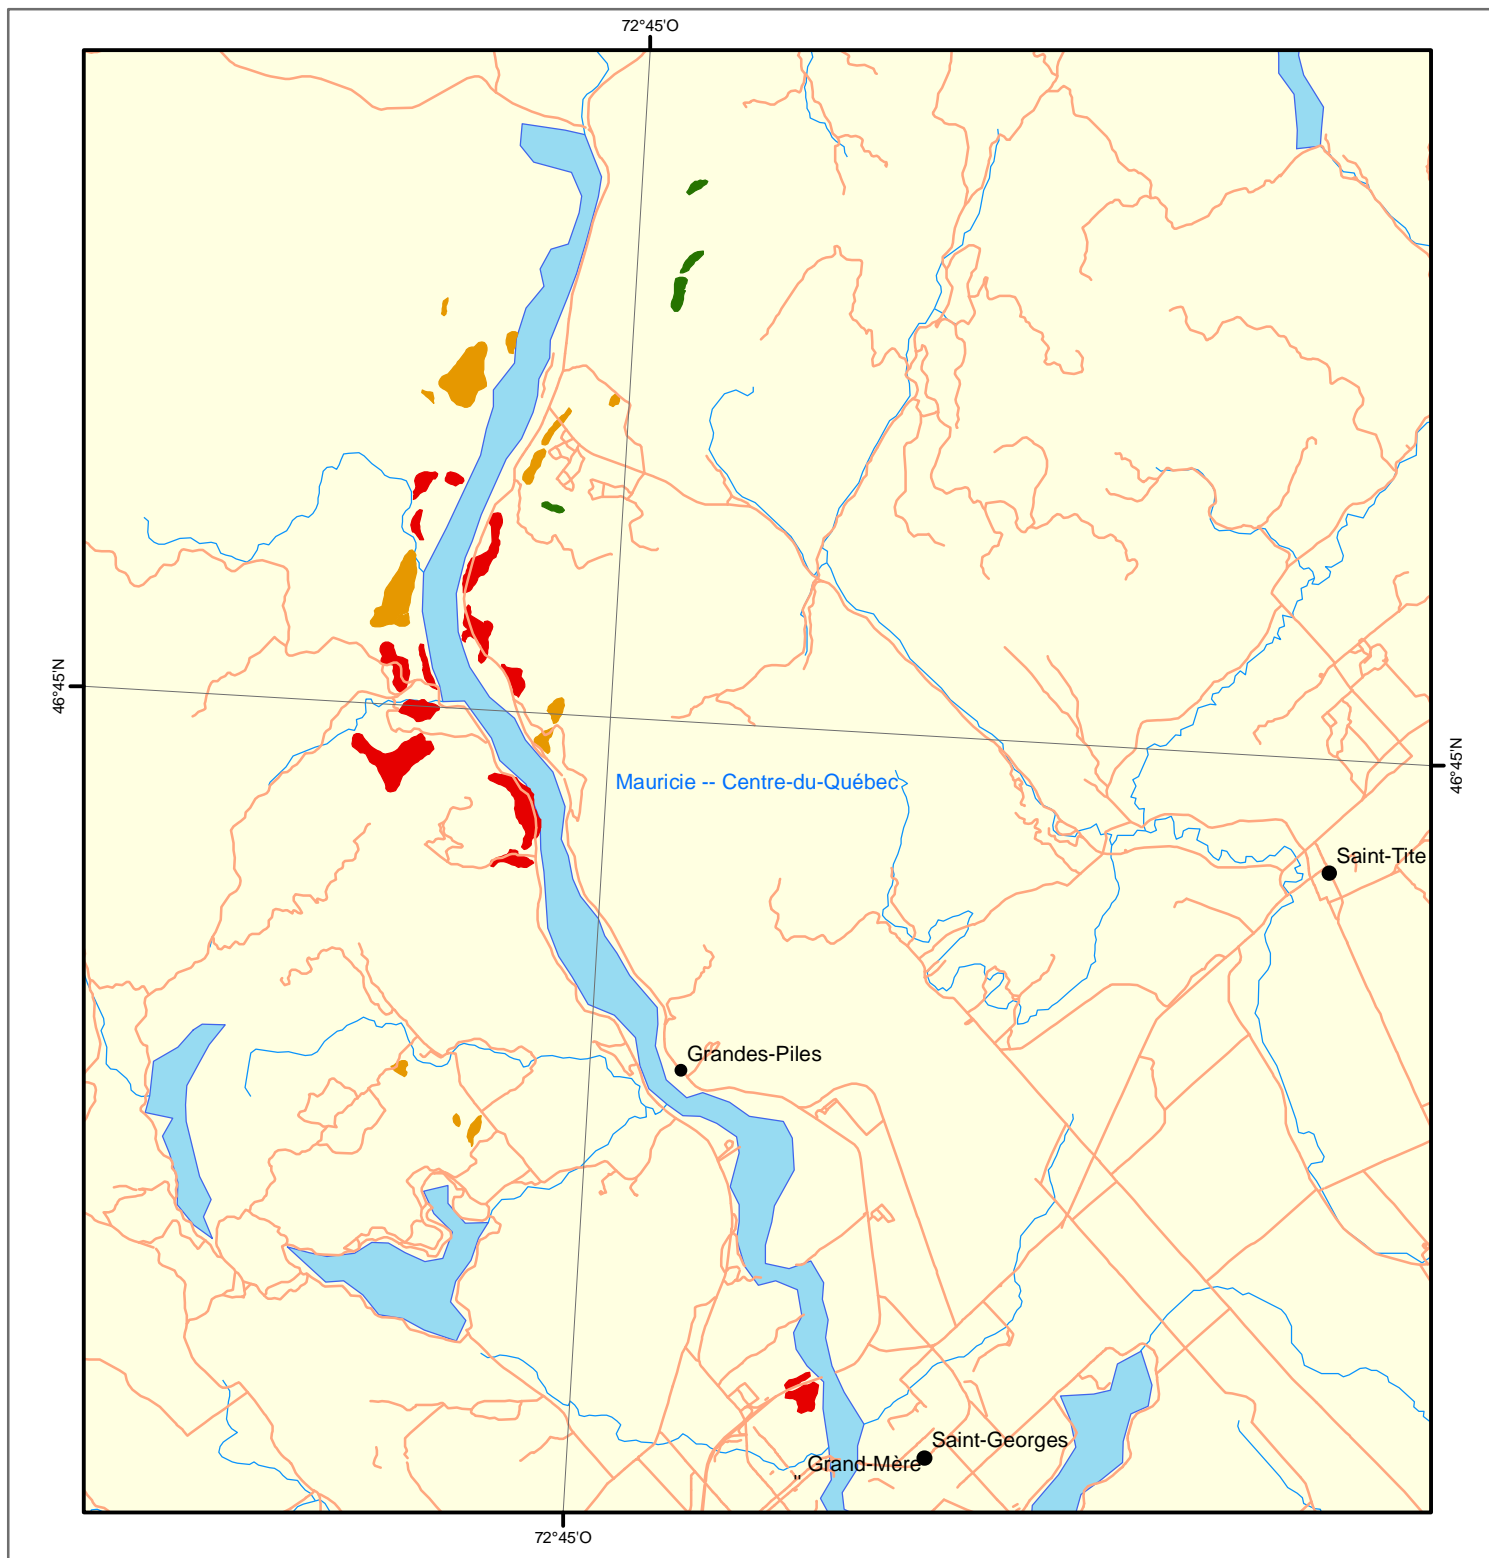 72°45'O
46°45'N
46°45'N
Mauricie -- Centre-du-Québec
Saint-Tite
Grandes-Piles
Saint-Georges
" Grand-Mère
72°45'O